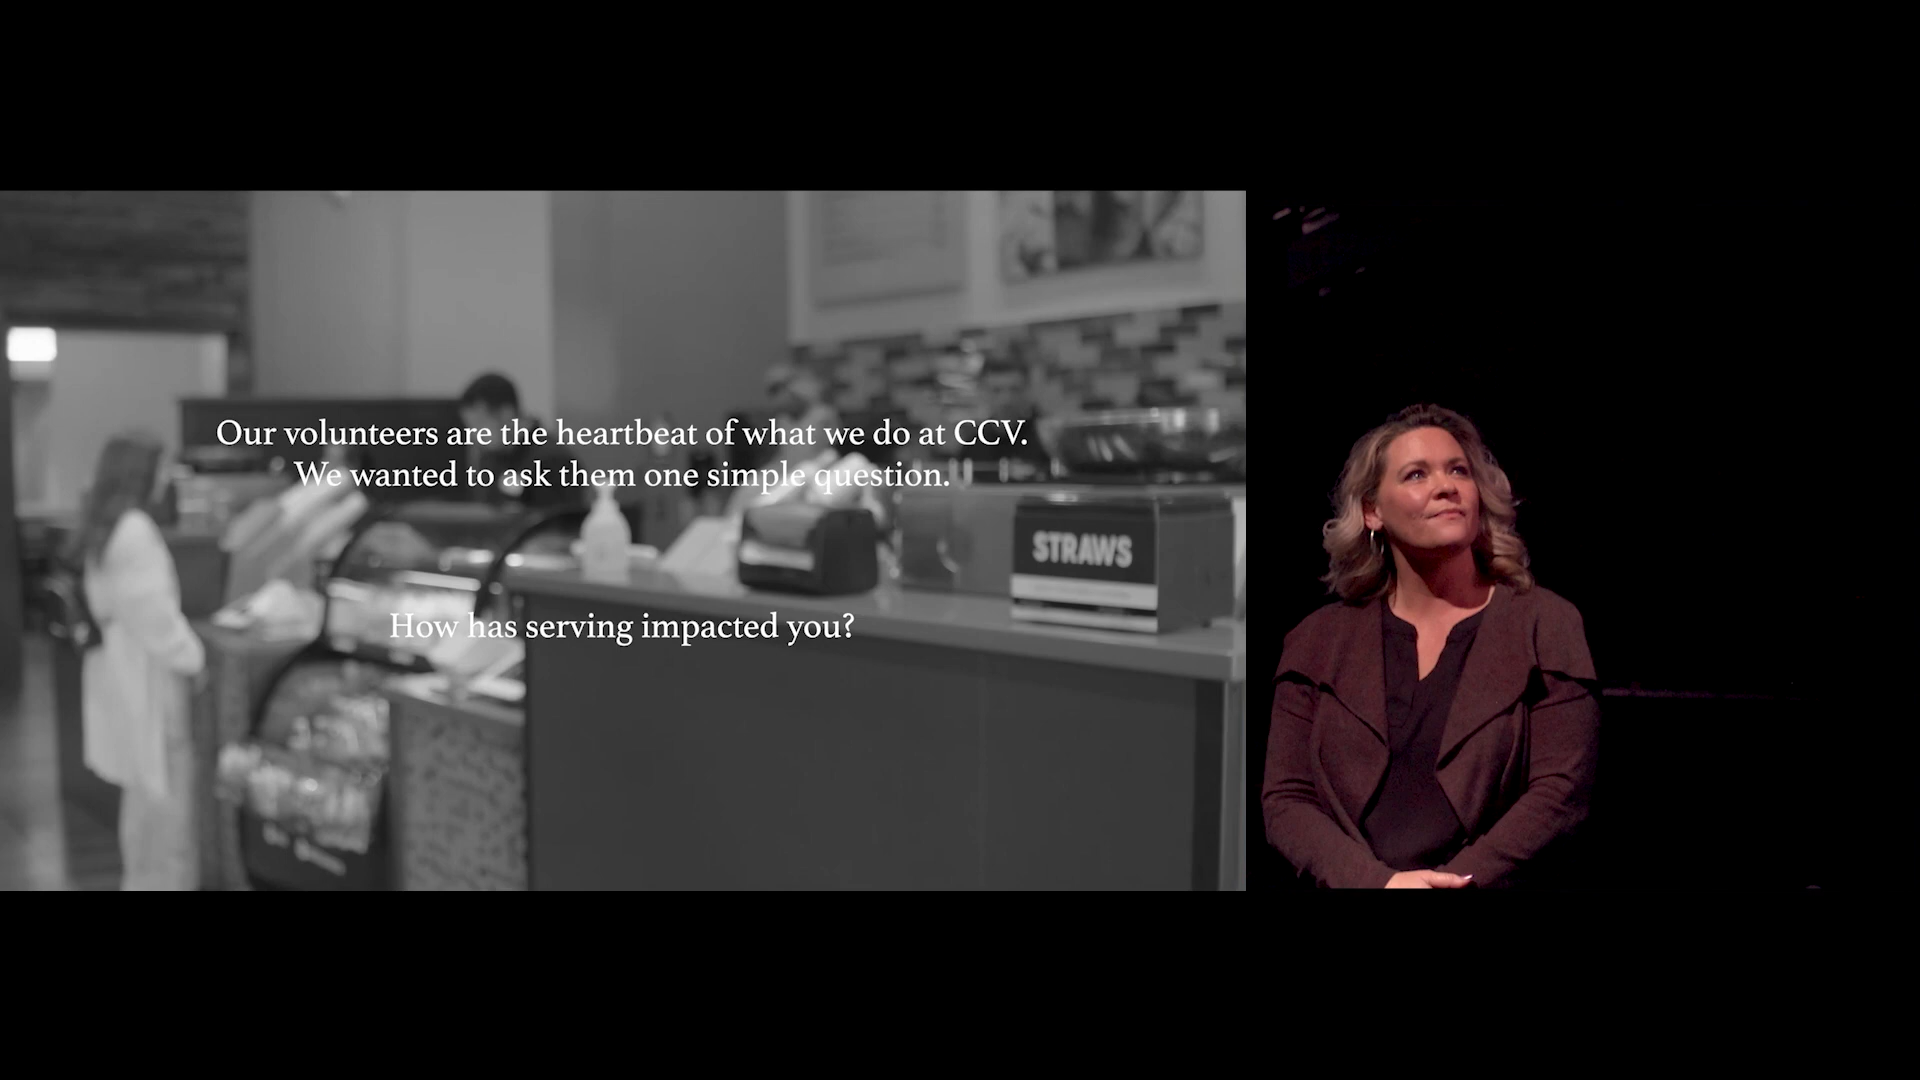 Our volunteers are the heartbeat of what we do at CCV.
We wanted to ask them one simple question.
STRAWS
How has serving impacted you?